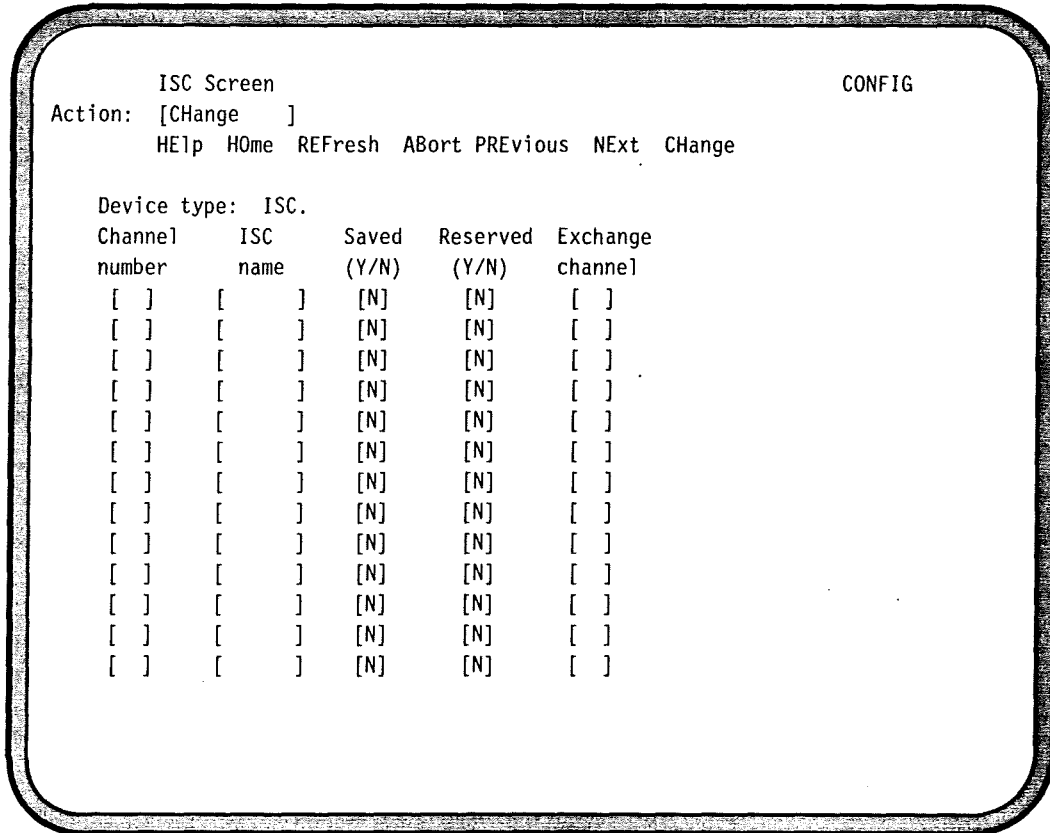 ISC Screen CONFIG
Action: [CHange ]
HElp HOme REFresh ABort PREvious NExt CHange
Device type: ISC.
Channel ISC Saved Reserved Exchange
number name (Y/N) (Y/N) channel
[ ] [ ] [N] [N] [ ]
[ ] [ ] [N] [N] [ ]
[ ] [ ] [N] [N] [ ]
[ ] [ ] [N] [N] [ ]
[ ] [ ] [N] [N] [ ]
[ ] [ ] [N] [N] [ ]
[ ] [ ] [N] [N] [ ]
[ ] [ ] [N] [N] [ ]
[ ] [ ] [N] [N] [ ]
[ ] [ ] [N] [N] [ ]
[ ] [ ] [N] [N] [ ]
[ ] [ ] [N] [N] [ ]
[ ] [ ] [N] [N] [ ]